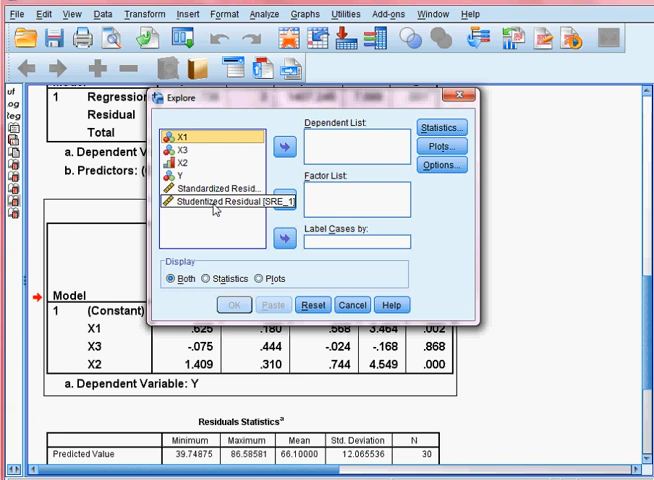 File Edit View Data Transform Insert Format Analyze Graphs Utilities Add-ons Window Help
Explore
1 Regression
Residual
Total
a. Dependent V
b. Predictors: (
X1
X3
X2
Y
Standardized Resid...
Studentized Residual [SRE_1]
Dependent List:
Factor List:
Label Cases by:
Statistics...
Plots...
Options...
Display
Both Statistics Plots
OK Paste Reset Cancel Help
Model
1 (Constant)
X1 .625 .180 .568 3.464 .002
X3 -.075 .444 -.024 -.168 .868
X2 1.409 .310 .744 4.549 .000
a. Dependent Variable: Y
Residuals Statisticsa
Minimum Maximum Mean Std. Deviation N
Predicted Value 39.74875 86.58581 66.10000 12.065536 30